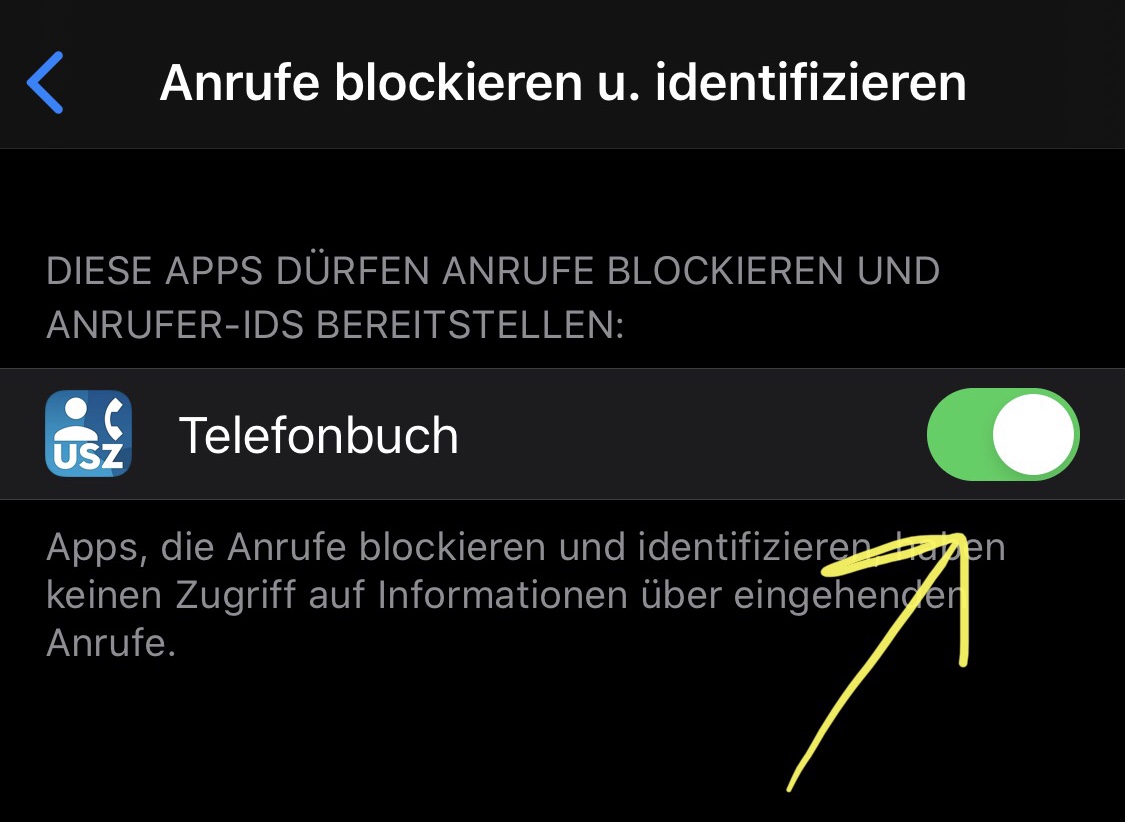 Anrufe blockieren u. identifizieren
DIESE APPS DÜRFEN ANRUFE BLOCKIEREN UND
ANRUFER-IDS BEREITSTELLEN:
USZ
Telefonbuch
Apps, die Anrufe blockieren und identifizieren, haben
keinen Zugriff auf Informationen über eingehenden
Anrufe.